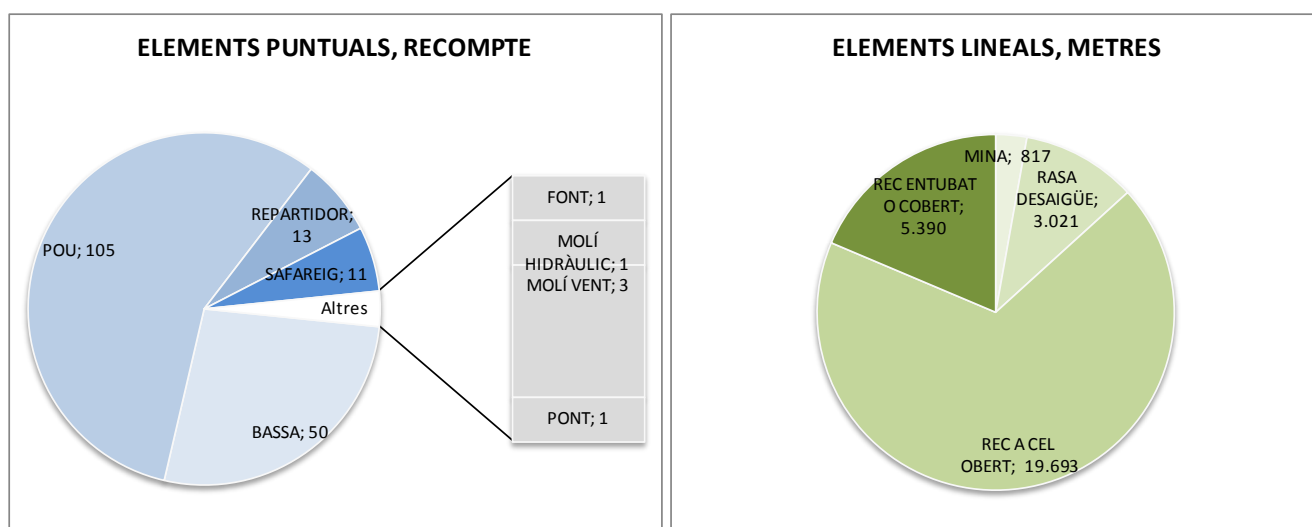 ELEMENTS PUNTUALS, RECOMPTE
POU; 105
REPARTIDOR;
13
SAFAREIG; 11
Altres
BASSA; 50
FONT; 1
MOLÍ
HIDRÀULIC; 1
MOLÍ VENT; 3
PONT; 1
ELEMENTS LINEALS, METRES
MINA; 817
RASA
DESAIGÜE;
3.021
REC ENTUBAT
O COBERT;
5.390
REC A CEL
OBERT; 19.693